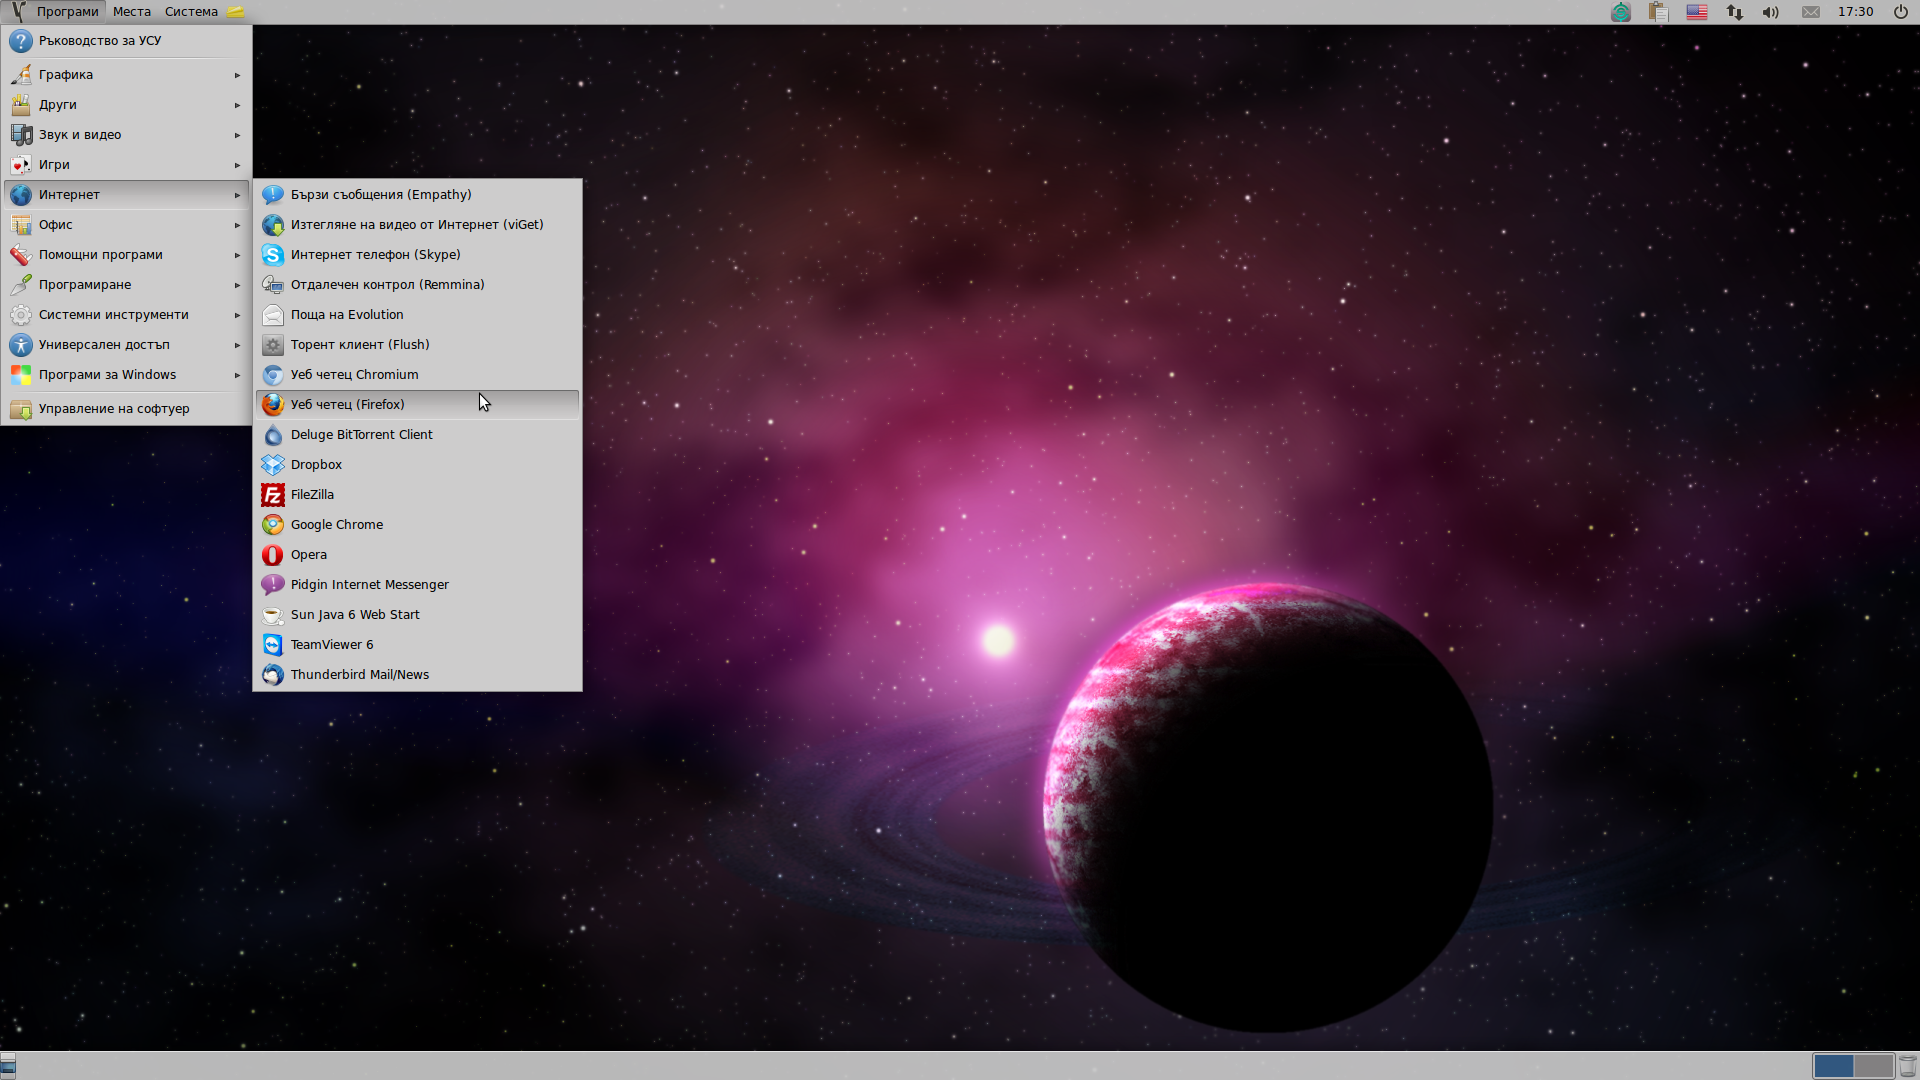 Програми Места Система 17:30
Ръководство за УСУ
Графика
Други
Звук и видео
Игри
Интернет
Офис
Помощни програми
Програмиране
Системни инструменти
Универсален достъп
Програми за Windows
Управление на софтуер
Бързи съобщения (Empathy)
Изтегляне на видео от Интернет (viGet)
Интернет телефон (Skype)
Отдалечен контрол (Remmina)
Поща на Evolution
Торент клиент (Flush)
Уеб четец Chromium
Уеб четец (Firefox)
Deluge BitTorrent Client
Dropbox
FileZilla
Google Chrome
Opera
Pidgin Internet Messenger
Sun Java 6 Web Start
TeamViewer 6
Thunderbird Mail/News